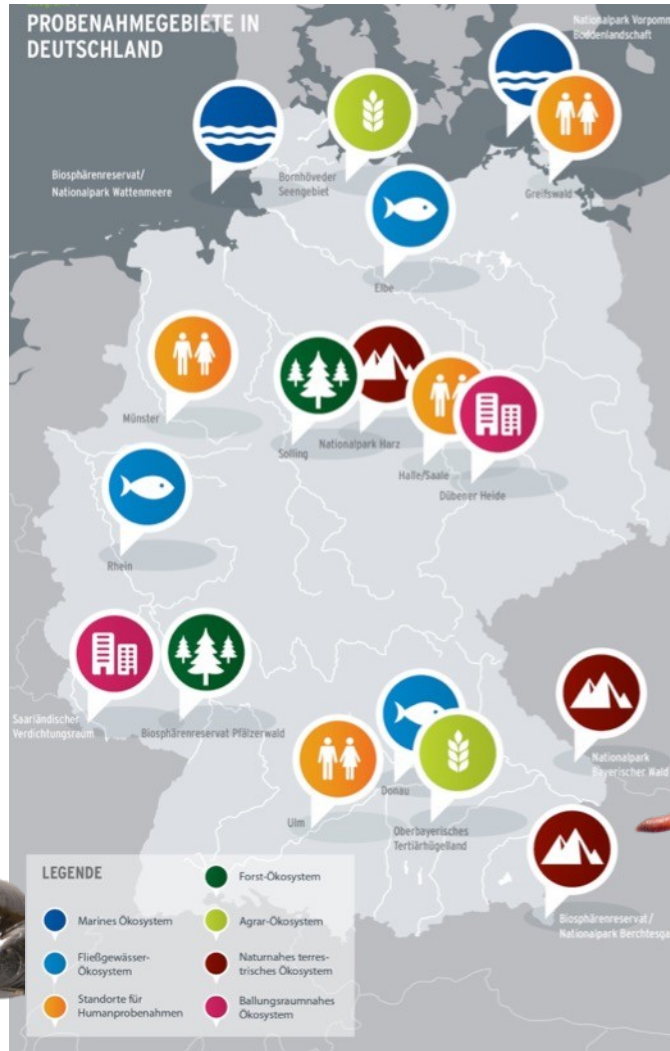 PROBENAHMEGEBIETE IN
DEUTSCHLAND
Nationalpark
Boddenlandschaft
Biosphärenreservat/
Nationalpark Wattenmeere
Bornhöveder
Seengebiet
Greifswald
Elbe
Münster
Solling
Nationalpark Harz
Halle/Saale
Dübener Heide
Rhein
Saarländischer
Verdichtungsraum
Biosphärenreservat Pfälzerwald
Nationalpark
Bayerischer Wald
Donau
Ulm
Oberbayerisches
Tertiärhügelland
Biosphärenreservat/
Nationalpark
LEGENDE
Forst-Ökosystem
Marines Ökosystem
Agrar-Ökosystem
Fließgewässer-
Ökosystem
Naturnahes terres-
trisches Ökosystem
Standorte für
Humanprobenahmen
Ballungsraumnahes
Ökosystem